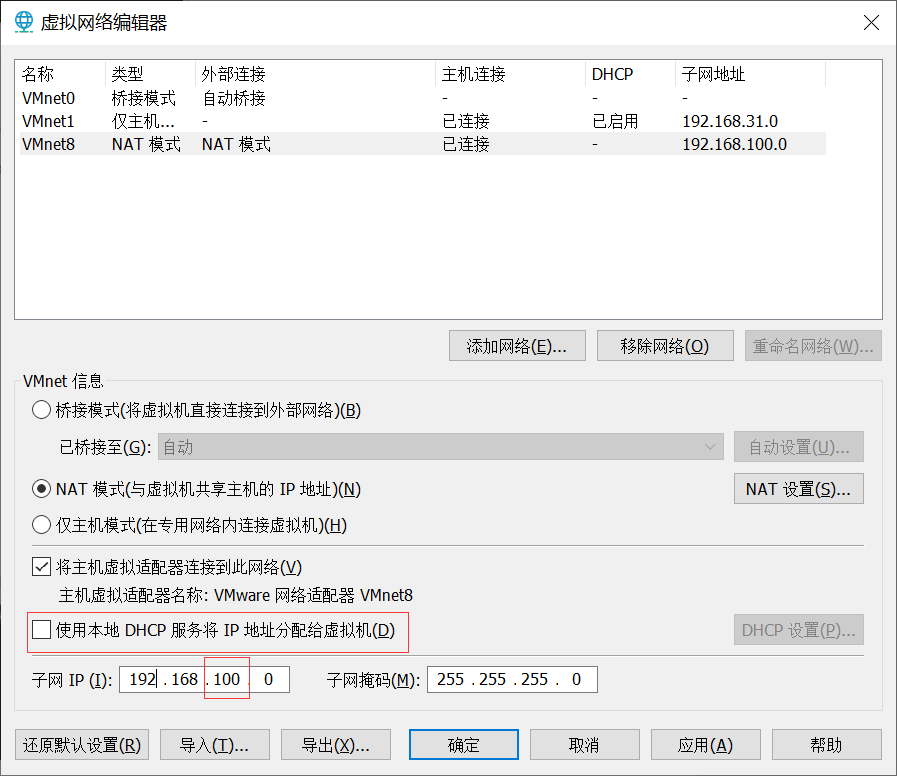 虚拟网络编辑器
名称 类型 外部连接 主机连接 DHCP 子网地址
VMnet0 桥接模式 自动桥接 - - -
VMnet1 仅主机... - 已连接 已启用 192.168.31.0
VMnet8 NAT 模式 NAT 模式 已连接 - 192.168.100.0
添加网络(E)... 移除网络(O) 重命名网络(W)...
VMnet 信息
桥接模式(将虚拟机直接连接到外部网络)(B)
已桥接至(G): 自动 自动设置(U)...
NAT 模式(与虚拟机共享主机的 IP 地址)(N) NAT 设置(S)...
仅主机模式(在专用网络内连接虚拟机)(H)
将主机虚拟适配器连接到此网络(V)
主机虚拟适配器名称: VMware 网络适配器 VMnet8
使用本地 DHCP 服务将 IP 地址分配给虚拟机(D) DHCP 设置(P)...
子网 IP (I): 192 . 168 . 100 . 0 子网掩码(M): 255 . 255 . 255 . 0
还原默认设置(R) 导入(T)... 导出(X)... 确定 取消 应用(A) 帮助